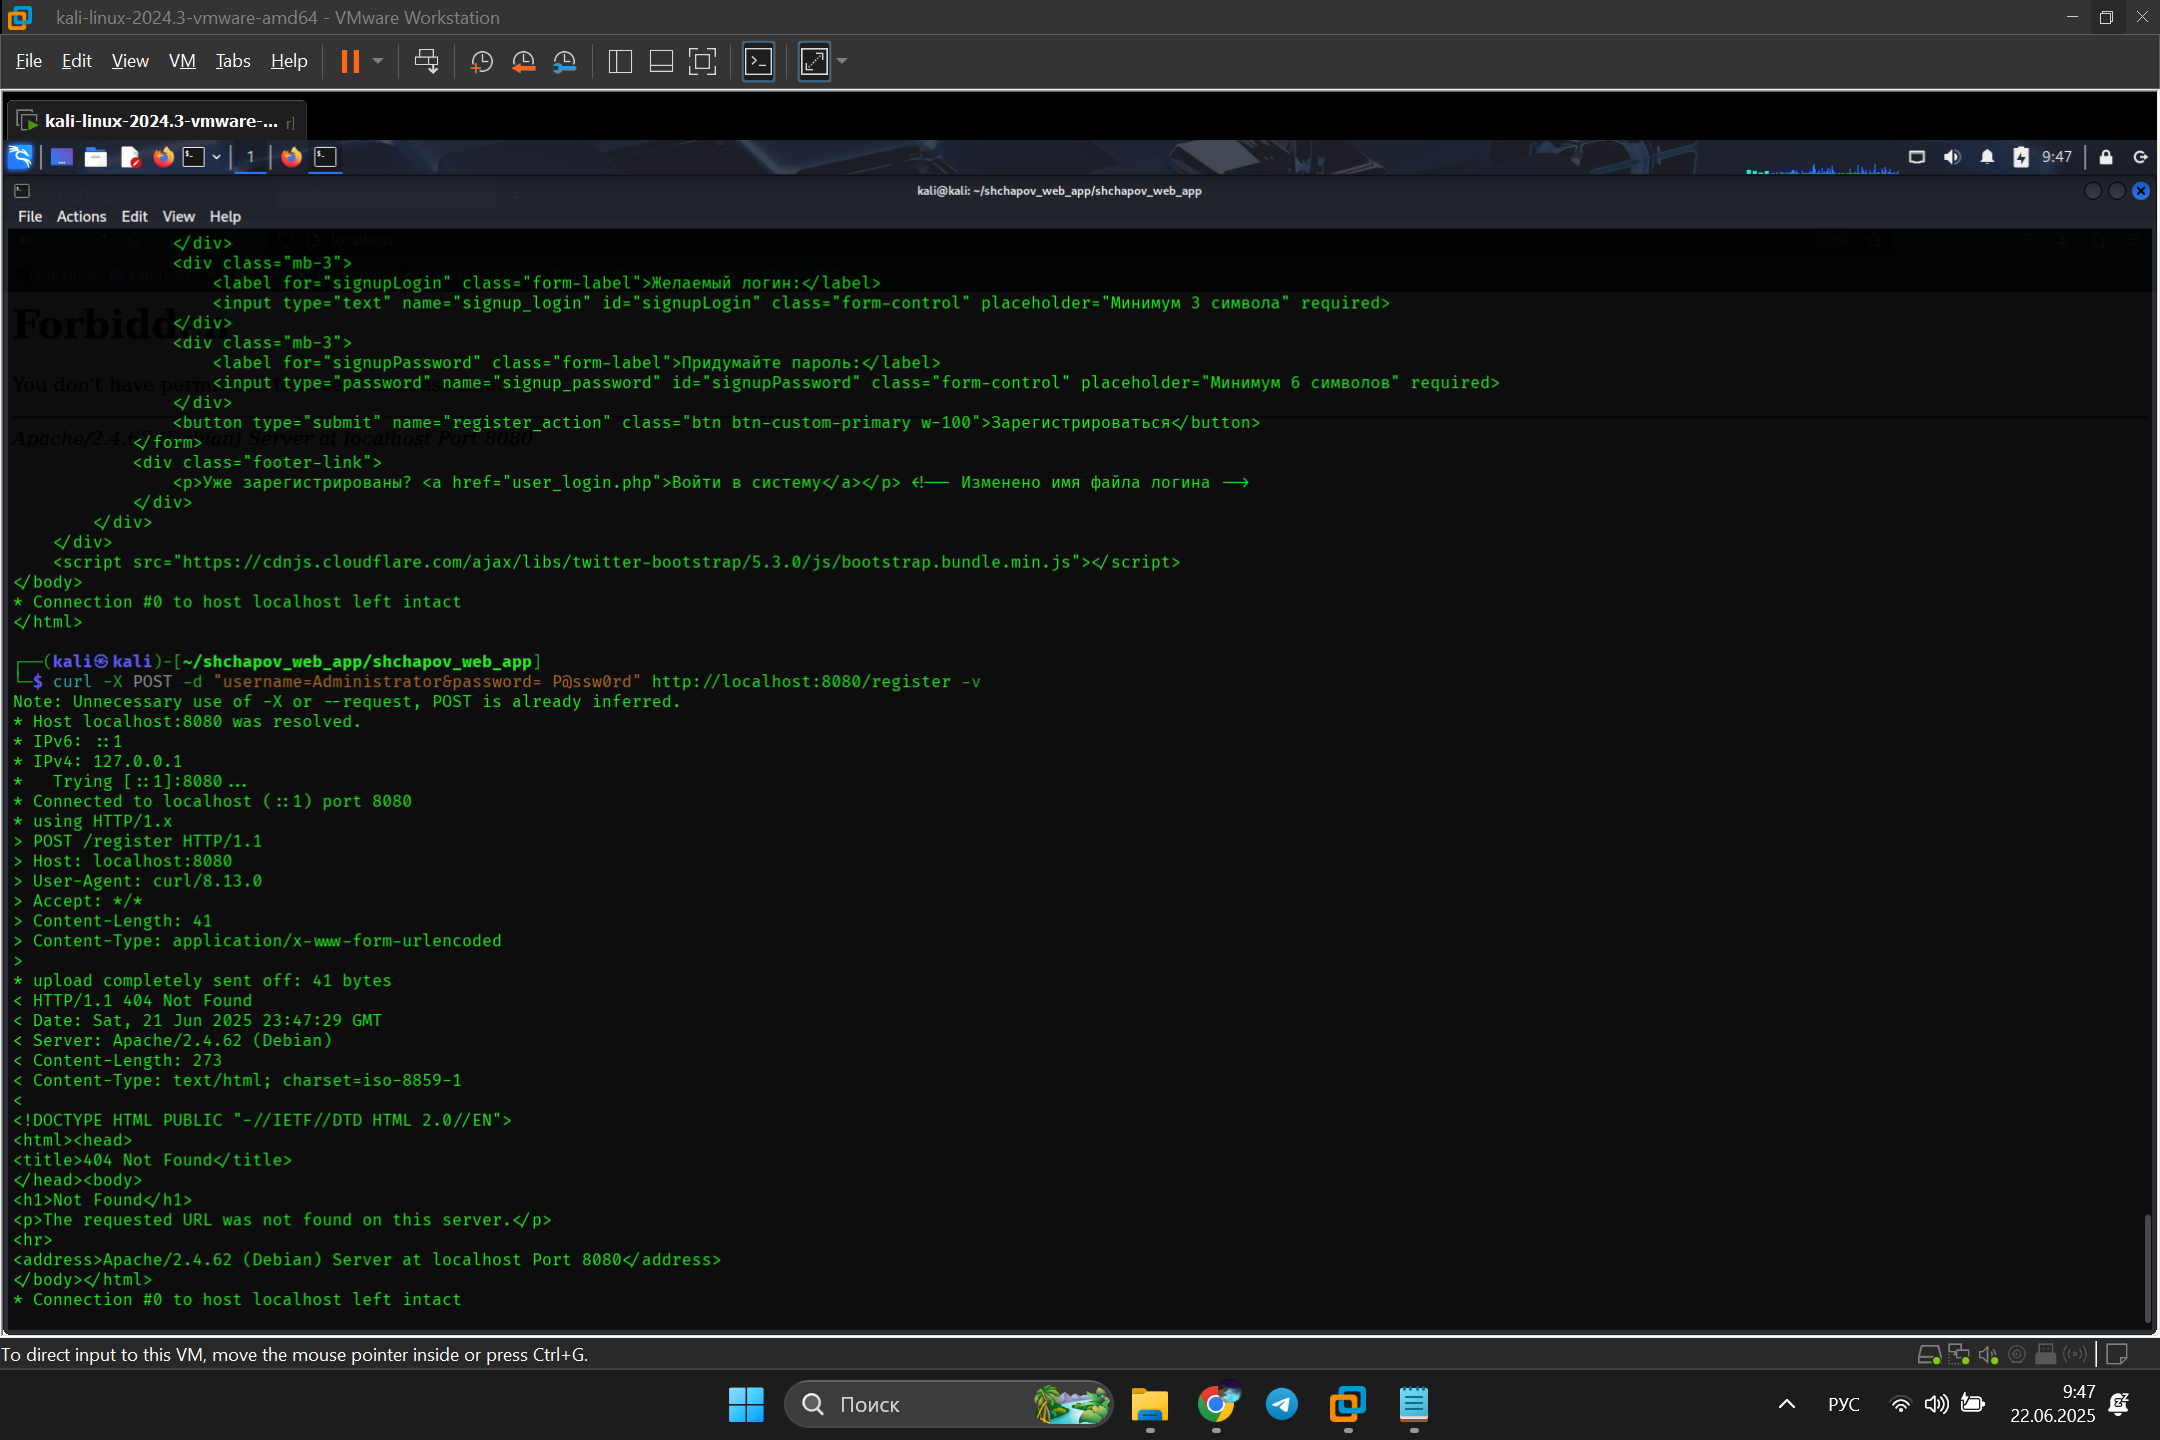 kali-linux-2024.3-vmware-amd64 - VMware Workstation
File Edit View VM Tabs Help
kali-linux-2024.3-vmware-...
1
9:47
kali@kali: ~/shchapov_web_app/shchapov_web_app
File Actions Edit View Help
</div>
<div class="mb-3">
<label for="signupLogin" class="form-label">Желаемый логин:</label>
<input type="text" name="signup_login" id="signupLogin" class="form-control" placeholder="Минимум 3 символа" required>
</div>
<div class="mb-3">
<label for="signupPassword" class="form-label">Придумайте пароль:</label>
<input type="password" name="signup_password" id="signupPassword" class="form-control" placeholder="Минимум 6 символов" required>
</div>
<button type="submit" name="register_action" class="btn btn-custom-primary w-100">Зарегистрироваться</button>
</form>
<div class="footer-link">
<p>Уже зарегистрированы? <a href="user_login.php">Войти в систему</a></p> <!-- Изменено имя файла логина -->
</div>
</div>
</div>
<script src="https://cdnjs.cloudflare.com/ajax/libs/twitter-bootstrap/5.3.0/js/bootstrap.bundle.min.js"></script>
</body>
* Connection #0 to host localhost left intact
</html>
┌──(kali㉿kali)-[~/shchapov_web_app/shchapov_web_app]
└─$ curl -X POST -d "username=Administrator&password= P@ssw0rd" http://localhost:8080/register -v
Note: Unnecessary use of -X or --request, POST is already inferred.
* Host localhost:8080 was resolved.
* IPv6: ::1
* IPv4: 127.0.0.1
*   Trying [::1]:8080...
* Connected to localhost (::1) port 8080
* using HTTP/1.x
> POST /register HTTP/1.1
> Host: localhost:8080
> User-Agent: curl/8.13.0
> Accept: */*
> Content-Length: 41
> Content-Type: application/x-www-form-urlencoded
>
* upload completely sent off: 41 bytes
< HTTP/1.1 404 Not Found
< Date: Sat, 21 Jun 2025 23:47:29 GMT
< Server: Apache/2.4.62 (Debian)
< Content-Length: 273
< Content-Type: text/html; charset=iso-8859-1
<
<!DOCTYPE HTML PUBLIC "-//IETF//DTD HTML 2.0//EN">
<html><head>
<title>404 Not Found</title>
</head><body>
<h1>Not Found</h1>
<p>The requested URL was not found on this server.</p>
<hr>
<address>Apache/2.4.62 (Debian) Server at localhost Port 8080</address>
</body></html>
* Connection #0 to host localhost left intact
To direct input to this VM, move the mouse pointer inside or press Ctrl+G.
Поиск
РУС
9:47
22.06.2025